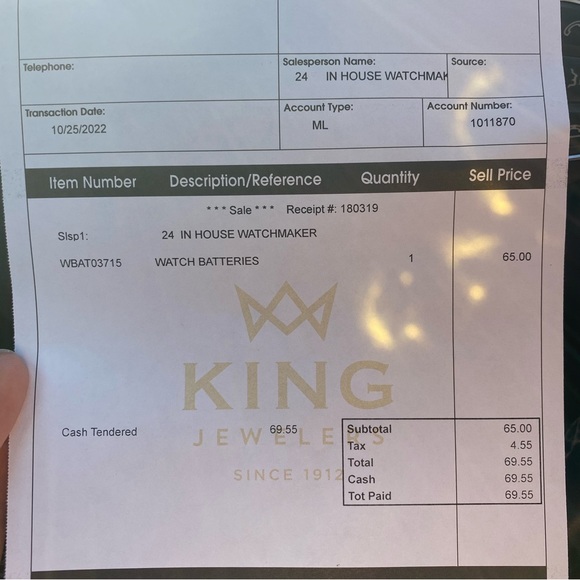 Telephone:
Salesperson Name:
Source:
24 IN HOUSE WATCHMAK
Transaction Date:
Account Type:
Account Number:
10/25/2022
ML
1011870
Item Number Description/Reference Quantity Sell Price
*** Sale *** Receipt #: 180319
Slsp1: 24 IN HOUSE WATCHMAKER
WBAT03715 WATCH BATTERIES 1 65.00
KING
JEWELERS
SINCE 1912
Cash Tendered 69.55
Subtotal 65.00
Tax 4.55
Total 69.55
Cash 69.55
Tot Paid 69.55